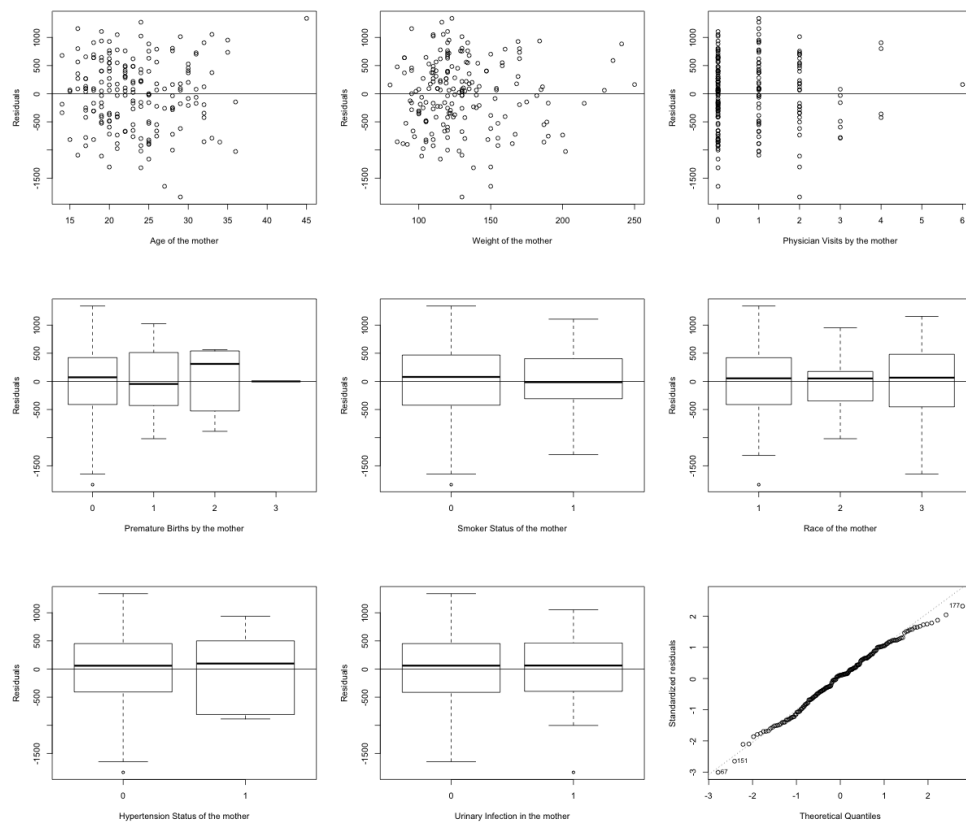 1000
500
0
-500
-1500
Residuals
15 20 25 30 35 40 45
Age of the mother
1000
500
0
-500
-1500
Residuals
100 150 200 250
Weight of the mother
1000
500
0
-500
-1500
Residuals
0 1 2 3 4 5 6
Physician Visits by the mother
1000
500
0
-500
-1500
Residuals
0 1 2 3
Premature Births by the mother
1000
500
0
-500
-1500
Residuals
0 1
Smoker Status of the mother
1000
500
0
-500
-1500
Residuals
1 2 3
Race of the mother
1000
500
0
-500
-1500
Residuals
0 1
Hypertension Status of the mother
1000
500
0
-500
-1500
Residuals
0 1
Urinary Infection in the mother
2
1
0
-1
-2
-3
Standardized residuals
177
151
67
-3 -2 -1 0 1 2
Theoretical Quantiles